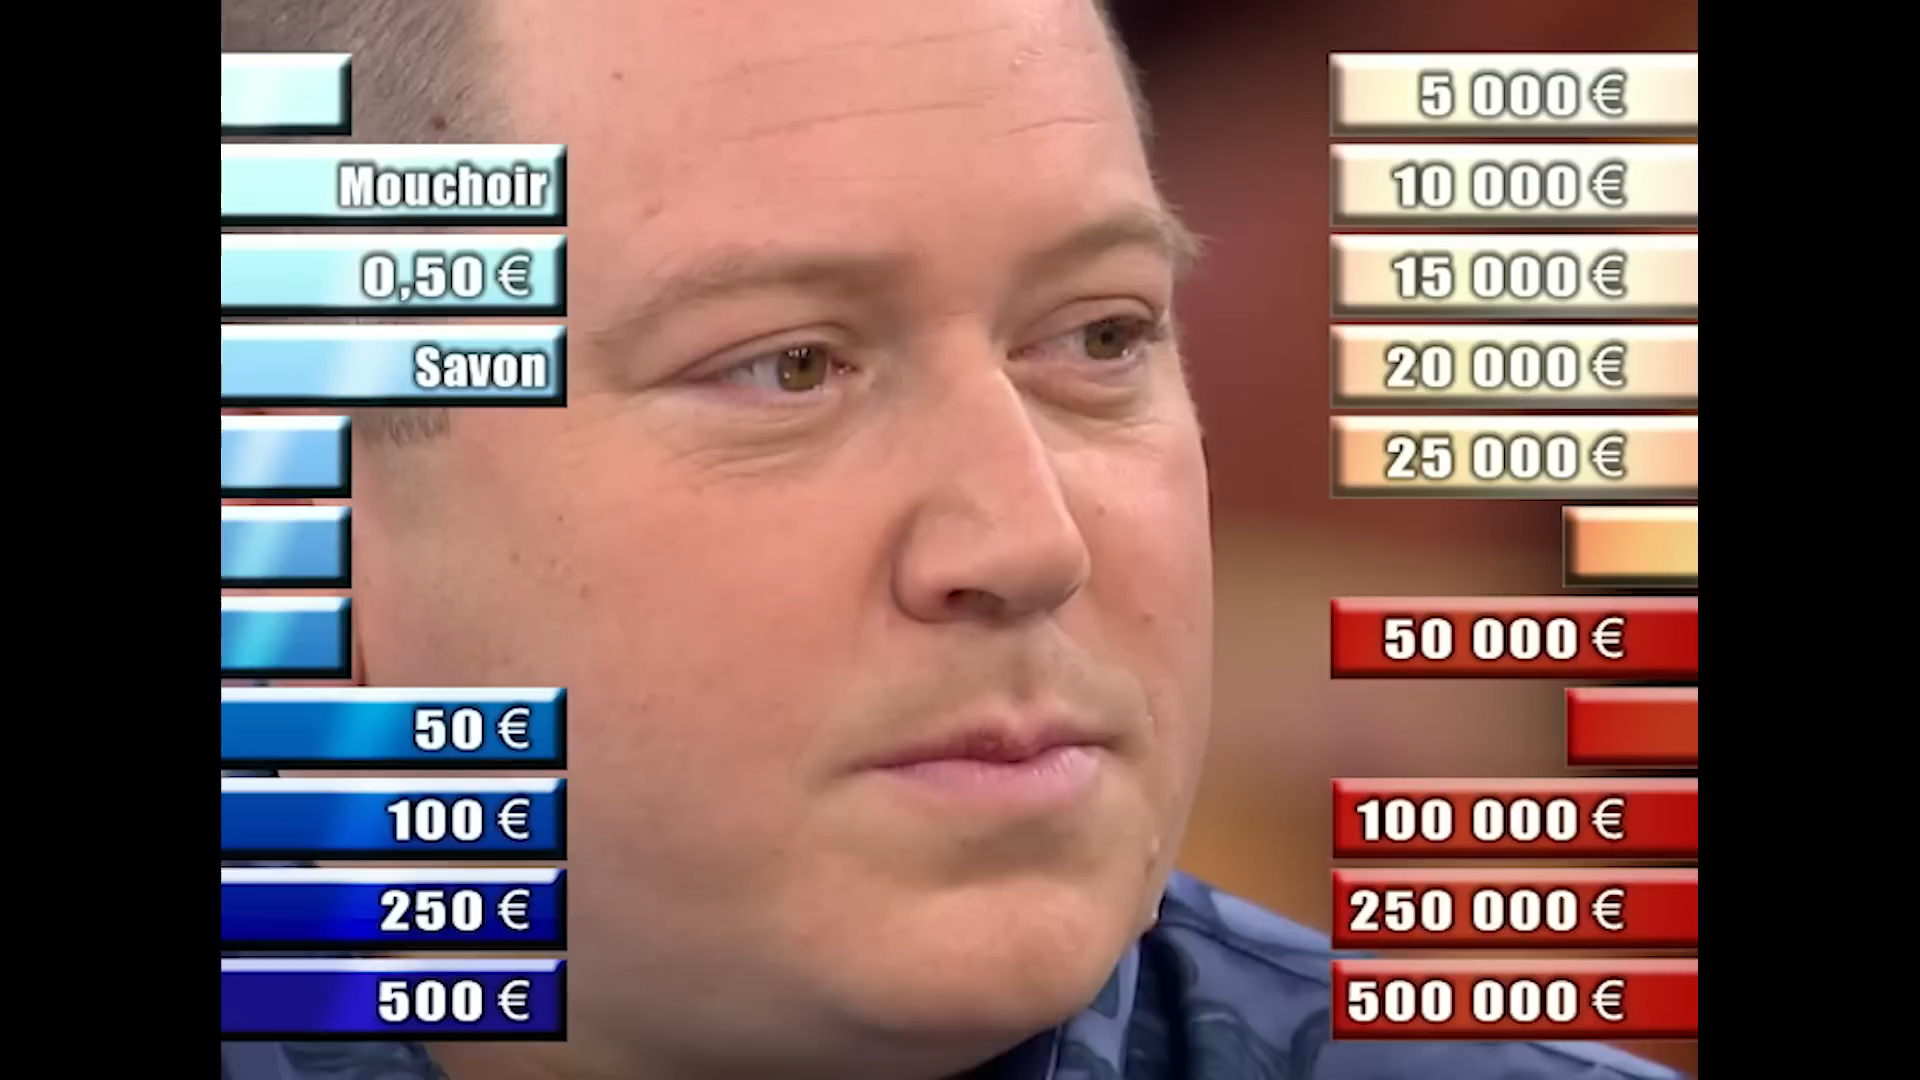 Mouchoir
0,50 €
Savon
50 €
100 €
250 €
500 €
5 000 €
10 000 €
15 000 €
20 000 €
25 000 €
50 000 €
100 000 €
250 000 €
500 000 €